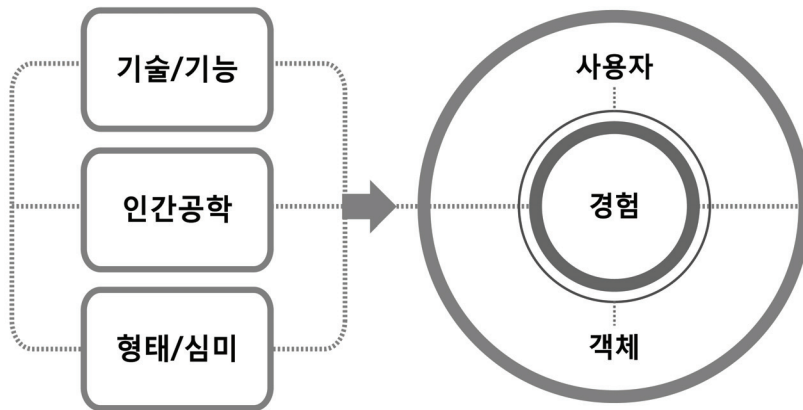 기술/기능
인간공학
형태/심미
사용자
경험
객체